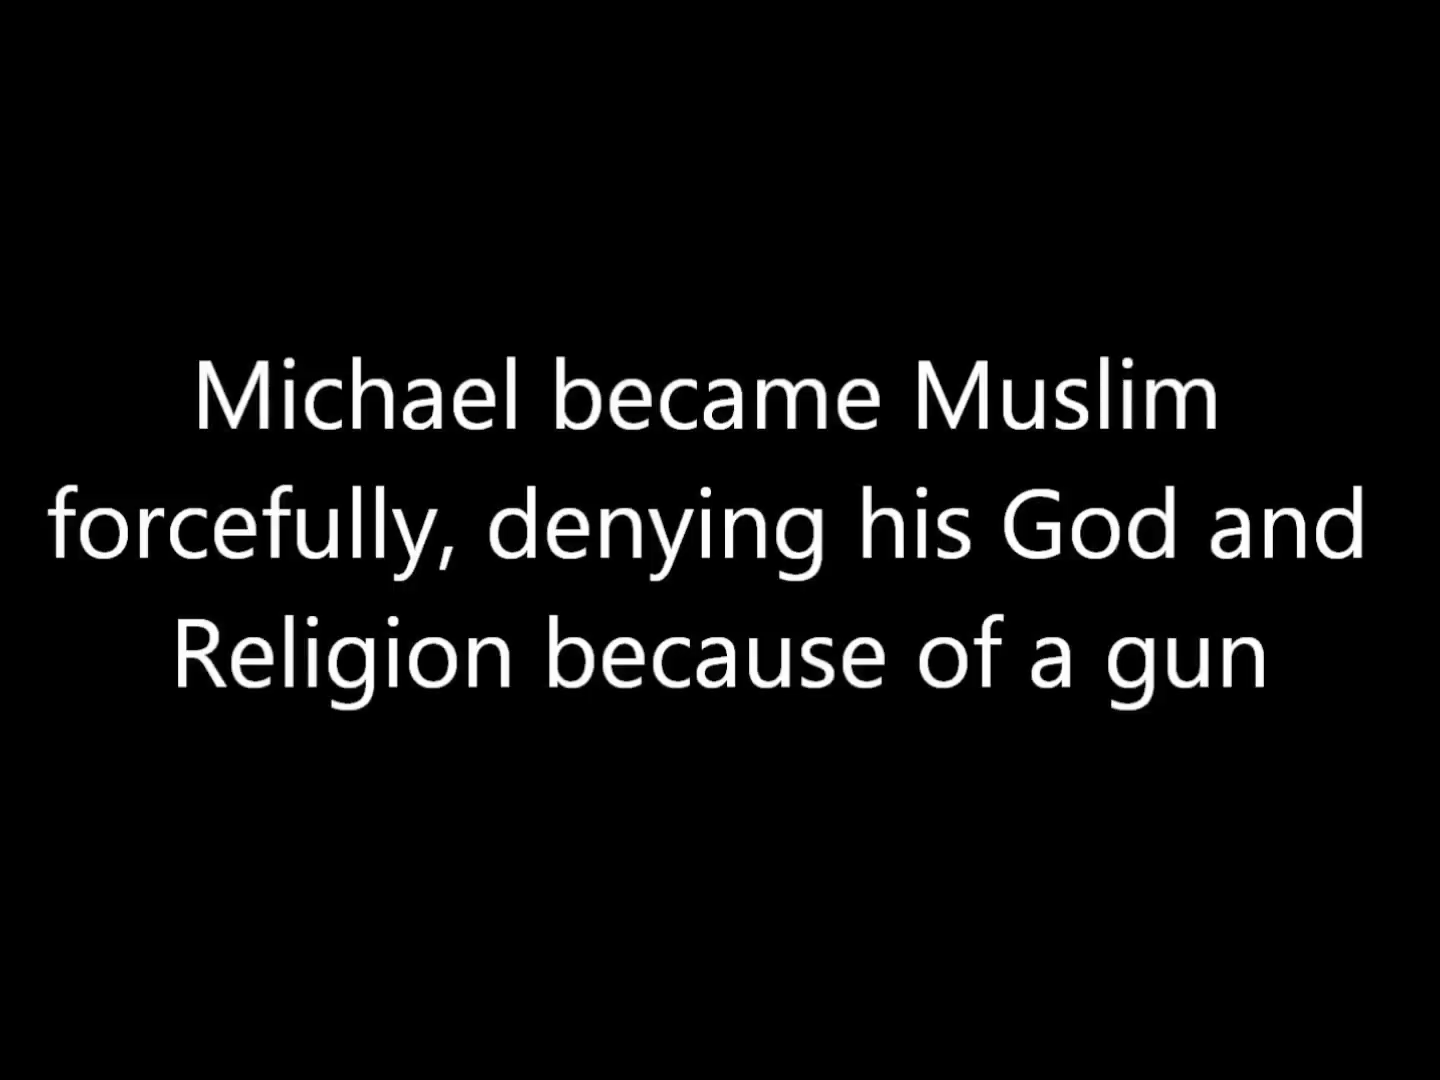 Michael became Muslim
forcefully, denying his God and
Religion because of a gun